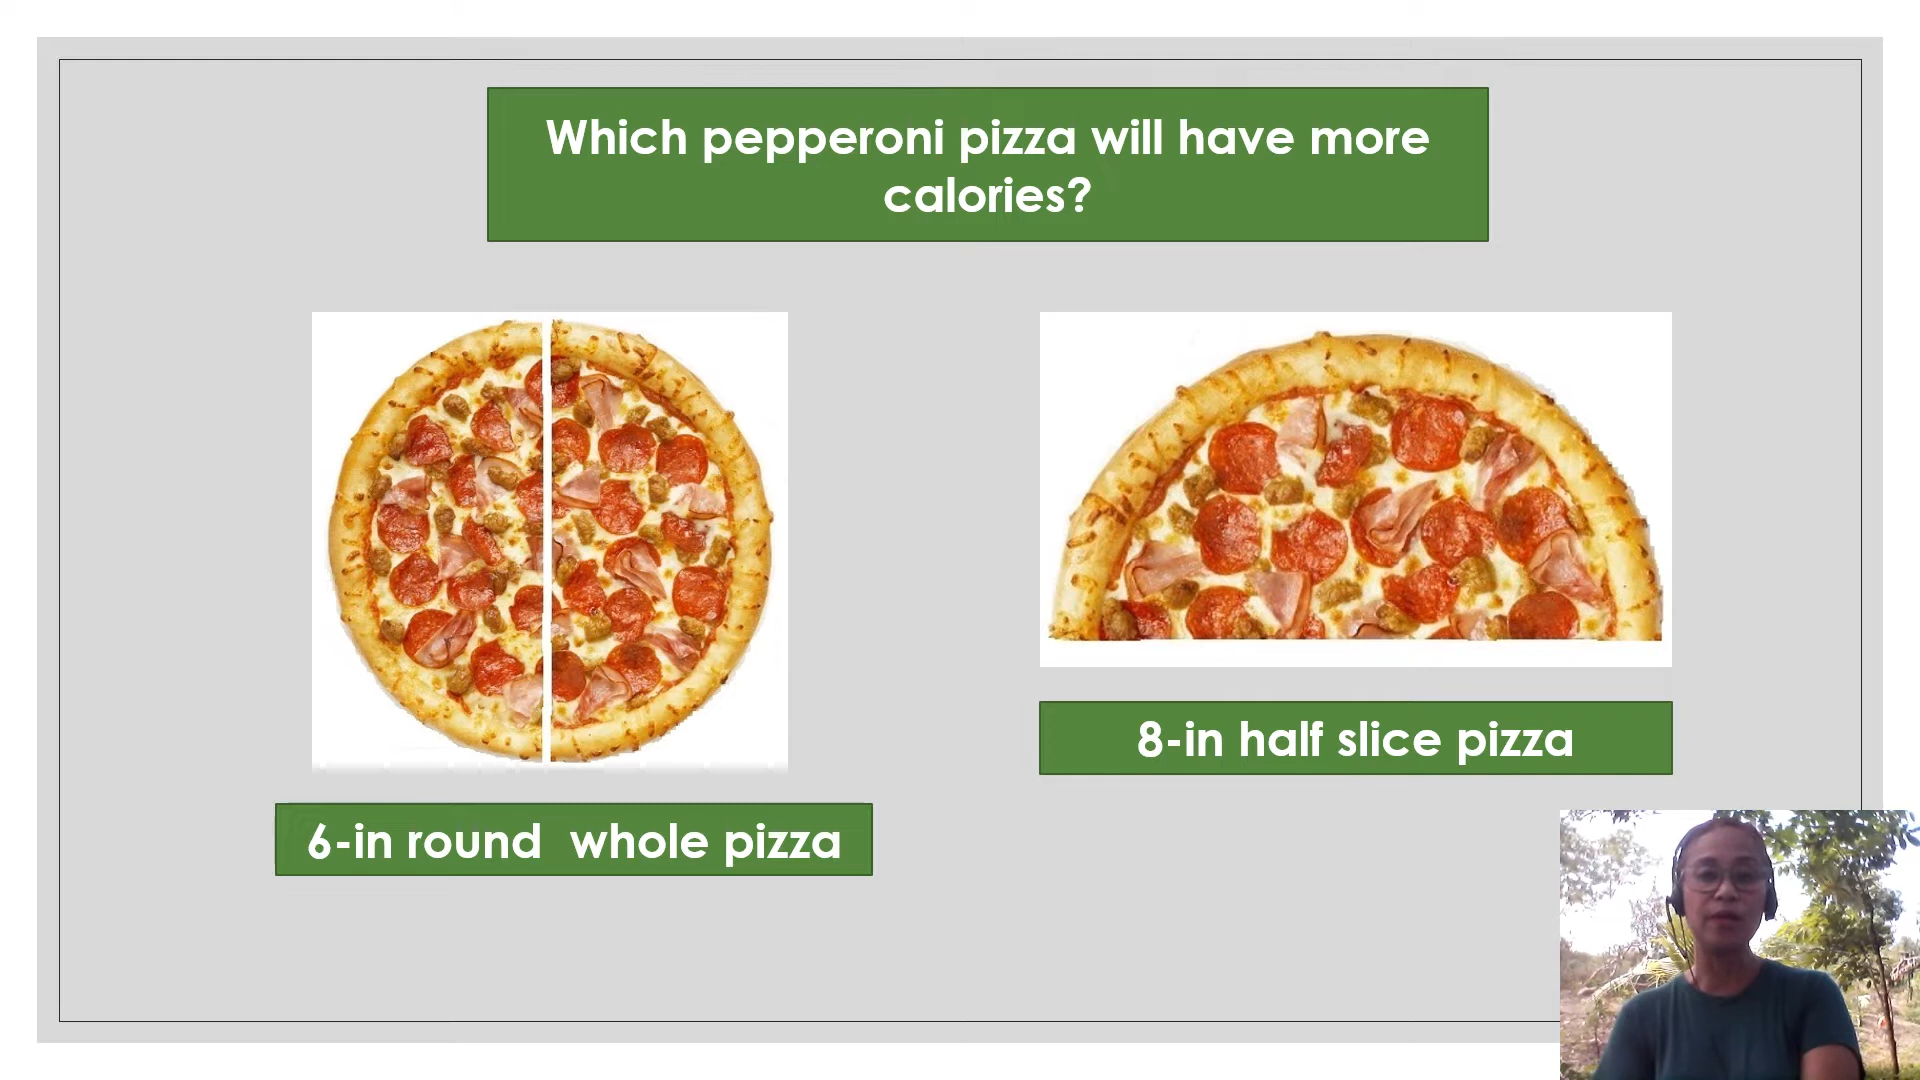 Which pepperoni pizza will have more
calories?
8-in half slice pizza
6-in round  whole pizza